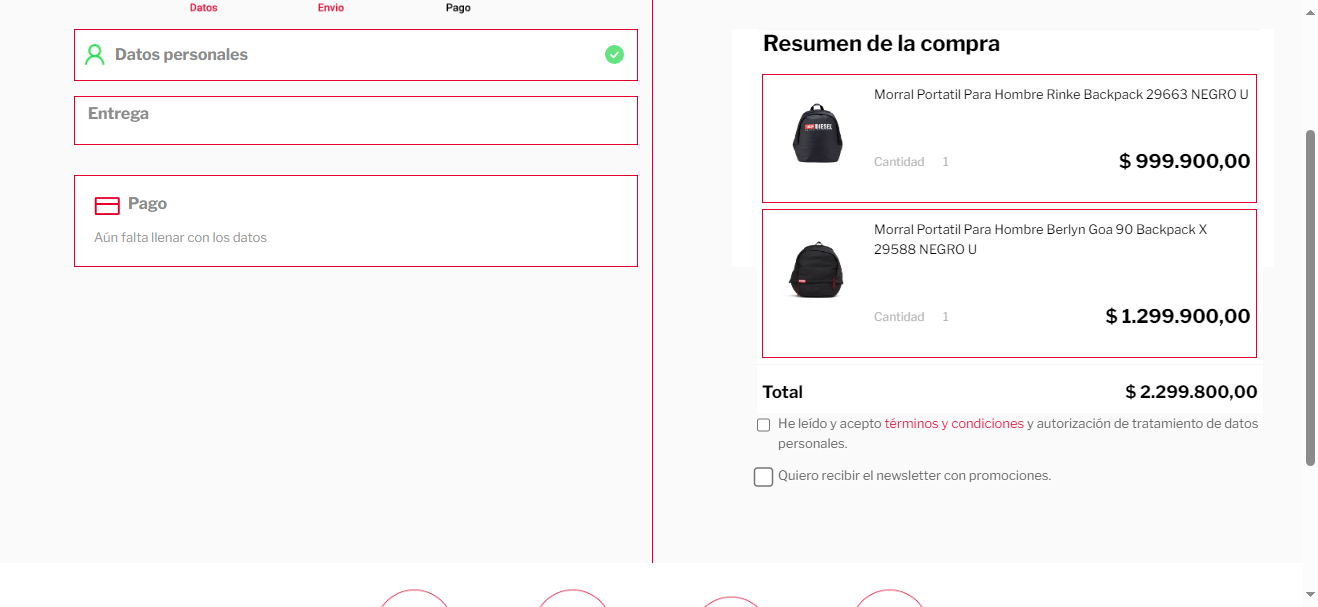 Datos
Envio
Pago
Datos personales
Entrega
Pago
Aún falta llenar con los datos
Resumen de la compra
Morral Portatil Para Hombre Rinke Backpack 29663 NEGRO U
DIESEL
Cantidad 1
$ 999.900,00
Morral Portatil Para Hombre Berlyn Goa 90 Backpack X
29588 NEGRO U
Cantidad 1
$ 1.299.900,00
Total
$ 2.299.800,00
He leído y acepto términos y condiciones y autorización de tratamiento de datos
personales.
Quiero recibir el newsletter con promociones.